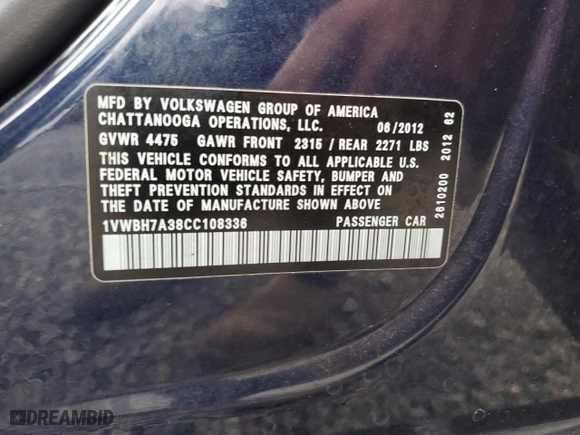 MFD BY VOLKSWAGEN GROUP OF AMERICA
CHATTANOOGA OPERATIONS, LLC. 06/2012
GVWR 4475 GAWR FRONT 2315 / REAR 2271 LBS
THIS VEHICLE CONFORMS TO ALL APPLICABLE U.S.
FEDERAL MOTOR VEHICLE SAFETY, BUMPER AND
THEFT PREVENTION STANDARDS IN EFFECT ON
THE DATE OF MANUFACTURE SHOWN ABOVE.
1VWBH7A38CC108336 PASSENGER CAR
2610200 2012 62
DREAMBID